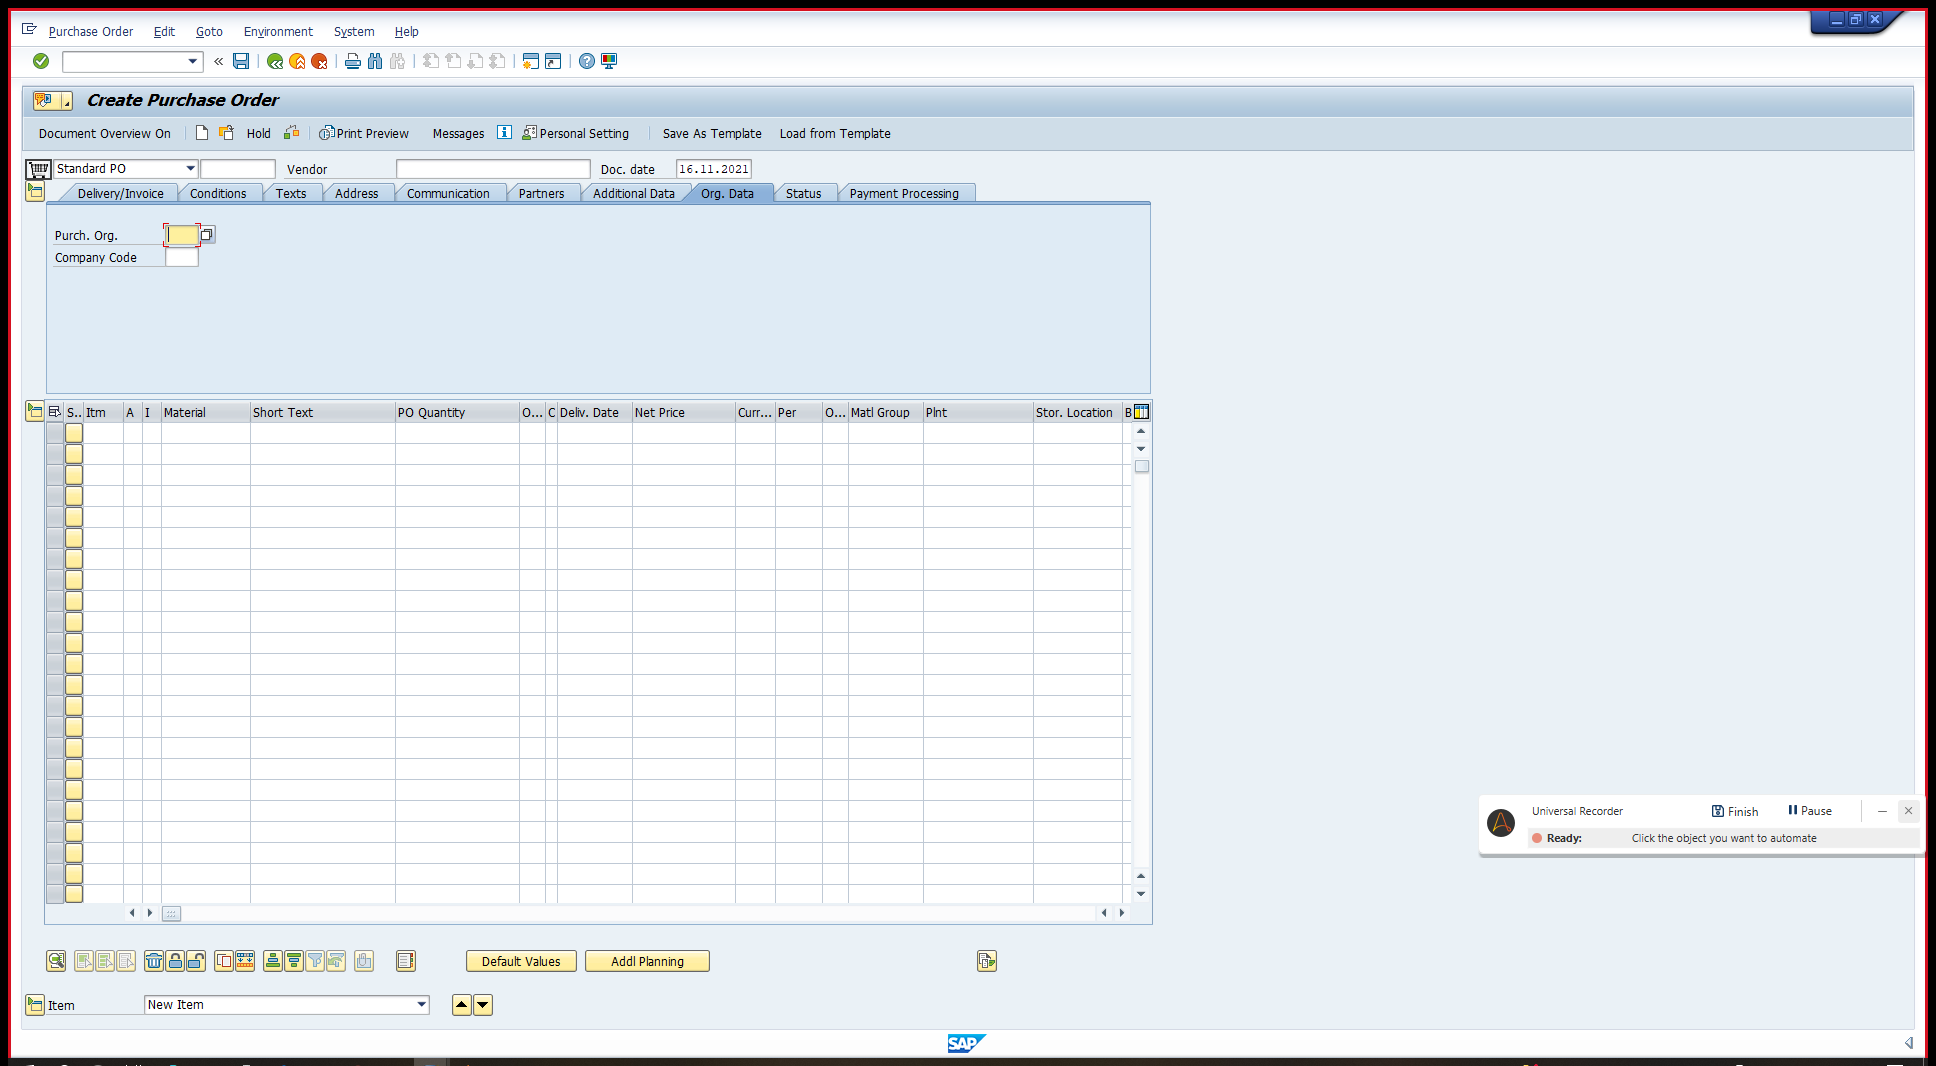 Purchase Order Edit Goto Environment System Help
Create Purchase Order
Document Overview On Hold Print Preview Messages Personal Setting Save As Template Load from Template
Standard PO Vendor Doc. date 16.11.2021
Delivery/Invoice Conditions Texts Address Communication Partners Additional Data Org. Data Status Payment Processing
Purch. Org.
Company Code
S.. Itm A I Material Short Text PO Quantity O... C Deliv. Date Net Price Curr... Per O... Matl Group Plnt Stor. Location B
Universal Recorder Finish Pause
Ready: Click the object you want to automate
Default Values Addl Planning
Item New Item
SAP